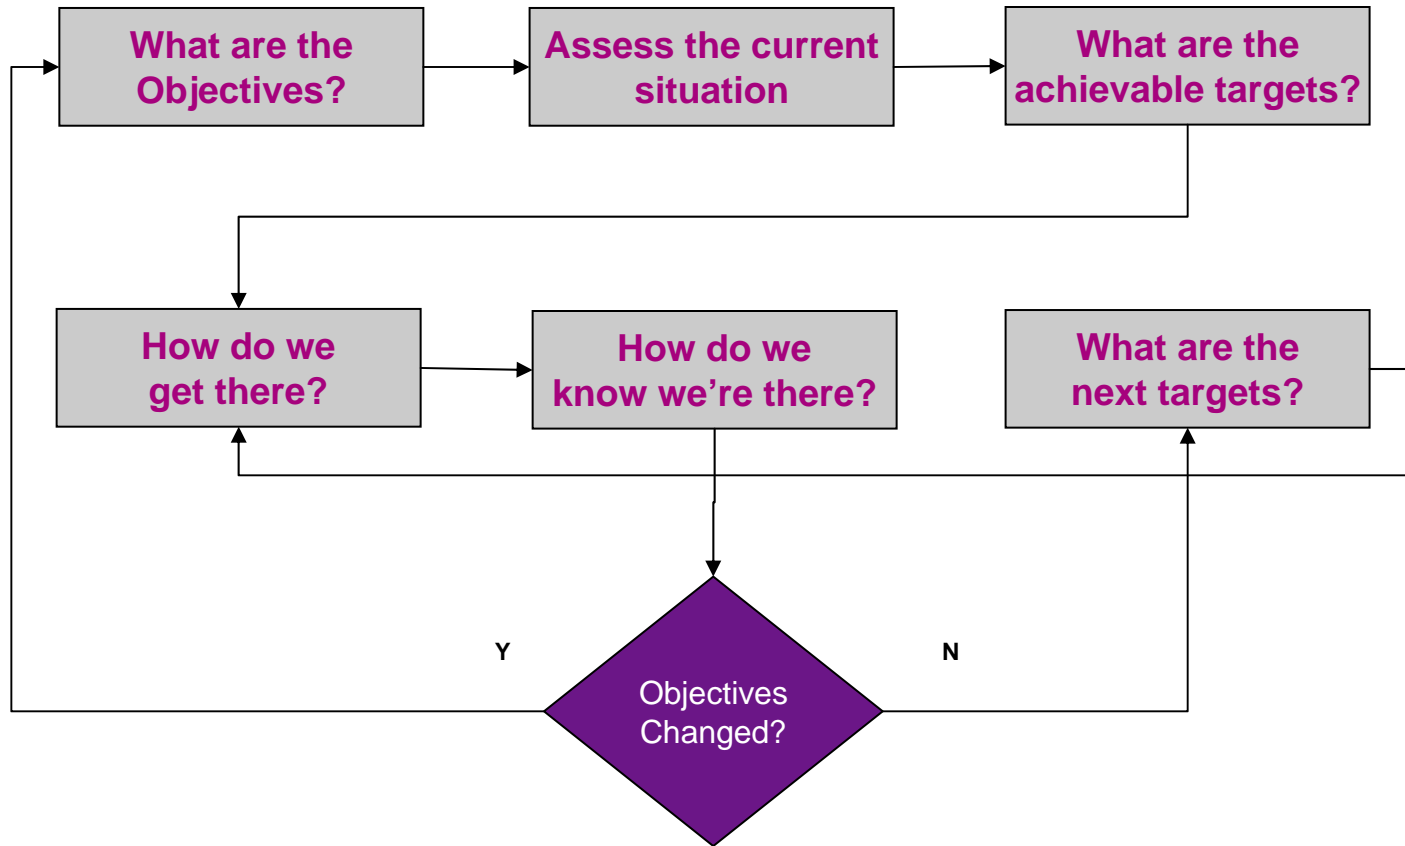 What are the
Objectives?
Assess the current
situation
What are the
achievable targets?
How do we
get there?
How do we
know we’re there?
What are the
next targets?
Y
N
Objectives
Changed?